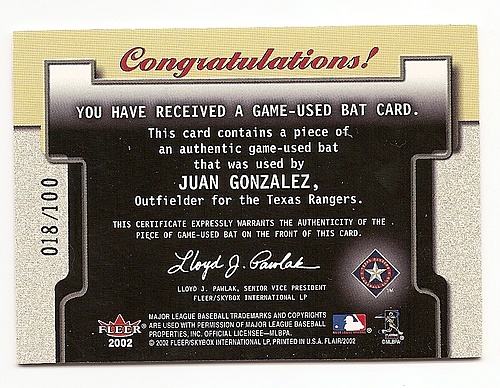 Congratulations!
YOU HAVE RECEIVED A GAME-USED BAT CARD.
This card contains a piece of
an authentic game-used bat
that was used by
JUAN GONZALEZ,
Outfielder for the Texas Rangers.
THIS CERTIFICATE EXPRESSLY WARRANTS THE AUTHENTICITY OF THE
PIECE OF GAME-USED BAT ON THE FRONT OF THIS CARD.
Lloyd J. Pawlak
LLOYD J. PAWLAK, SENIOR VICE PRESIDENT
FLEER/SKYBOX INTERNATIONAL LP
018/100
FLEER
2002
MAJOR LEAGUE BASEBALL TRADEMARKS AND COPYRIGHTS
ARE USED WITH PERMISSION OF MAJOR LEAGUE BASEBALL
PROPERTIES, INC. OFFICIAL LICENSEE—MLBPA.
© 2002 FLEER/SKYBOX INTERNATIONAL LP, PRINTED IN U.S.A. FLAIR/2002
©MLBPA